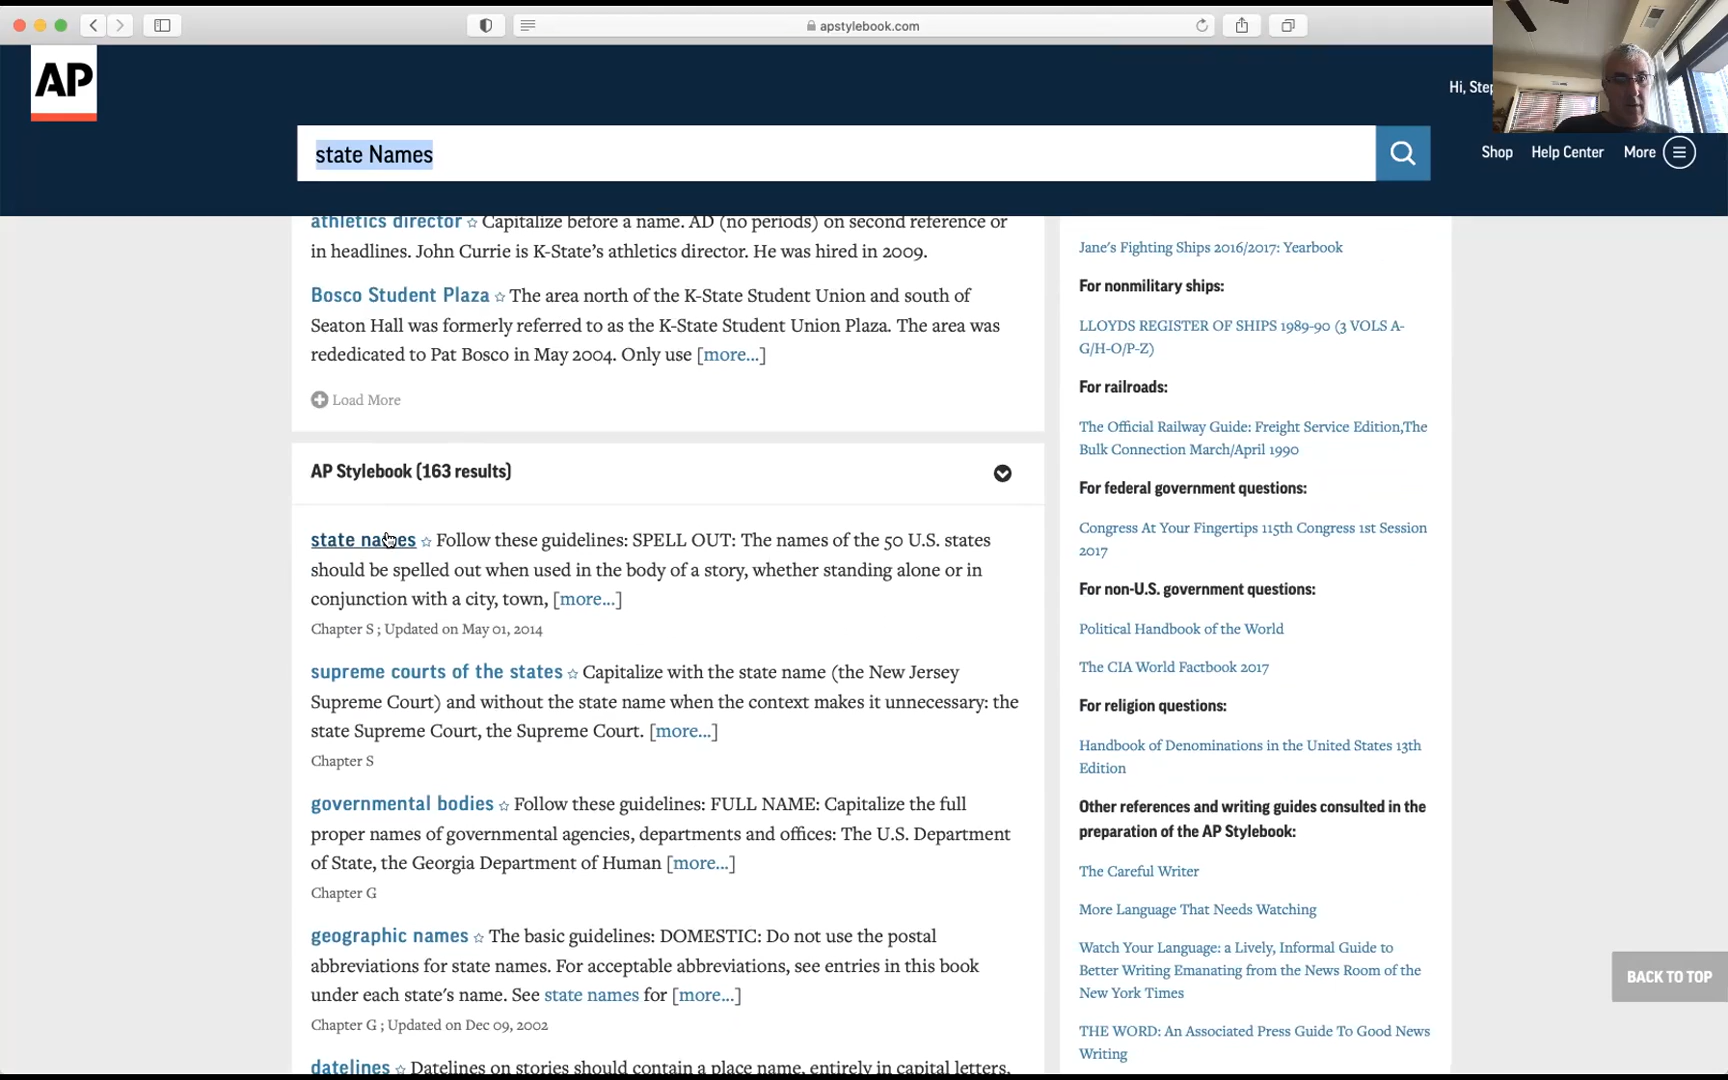 apstylebook.com
AP
Hi, Step
state Names
Shop Help Center More
athletics director ☆ Capitalize before a name. AD (no periods) on second reference or
in headlines. John Currie is K-State’s athletics director. He was hired in 2009.
Bosco Student Plaza ☆ The area north of the K-State Student Union and south of
Seaton Hall was formerly referred to as the K-State Student Union Plaza. The area was
rededicated to Pat Bosco in May 2004. Only use [more...]
Load More
AP Stylebook (163 results)
state names ☆ Follow these guidelines: SPELL OUT: The names of the 50 U.S. states
should be spelled out when used in the body of a story, whether standing alone or in
conjunction with a city, town, [more...]
Chapter S ; Updated on May 01, 2014
supreme courts of the states ☆ Capitalize with the state name (the New Jersey
Supreme Court) and without the state name when the context makes it unnecessary: the
state Supreme Court, the Supreme Court. [more...]
Chapter S
governmental bodies ☆ Follow these guidelines: FULL NAME: Capitalize the full
proper names of governmental agencies, departments and offices: The U.S. Department
of State, the Georgia Department of Human [more...]
Chapter G
geographic names ☆ The basic guidelines: DOMESTIC: Do not use the postal
abbreviations for state names. For acceptable abbreviations, see entries in this book
under each state’s name. See state names for [more...]
Chapter G ; Updated on Dec 09, 2002
datelines ☆ Datelines on stories should contain a place name, entirely in capital letters,
Jane's Fighting Ships 2016/2017: Yearbook
For nonmilitary ships:
LLOYDS REGISTER OF SHIPS 1989-90 (3 VOLS A-
G/H-O/P-Z)
For railroads:
The Official Railway Guide: Freight Service Edition,The
Bulk Connection March/April 1990
For federal government questions:
Congress At Your Fingertips 115th Congress 1st Session
2017
For non-U.S. government questions:
Political Handbook of the World
The CIA World Factbook 2017
For religion questions:
Handbook of Denominations in the United States 13th
Edition
Other references and writing guides consulted in the
preparation of the AP Stylebook:
The Careful Writer
More Language That Needs Watching
Watch Your Language: a Lively, Informal Guide to
Better Writing Emanating from the News Room of the
New York Times
THE WORD: An Associated Press Guide To Good News
Writing
BACK TO TOP